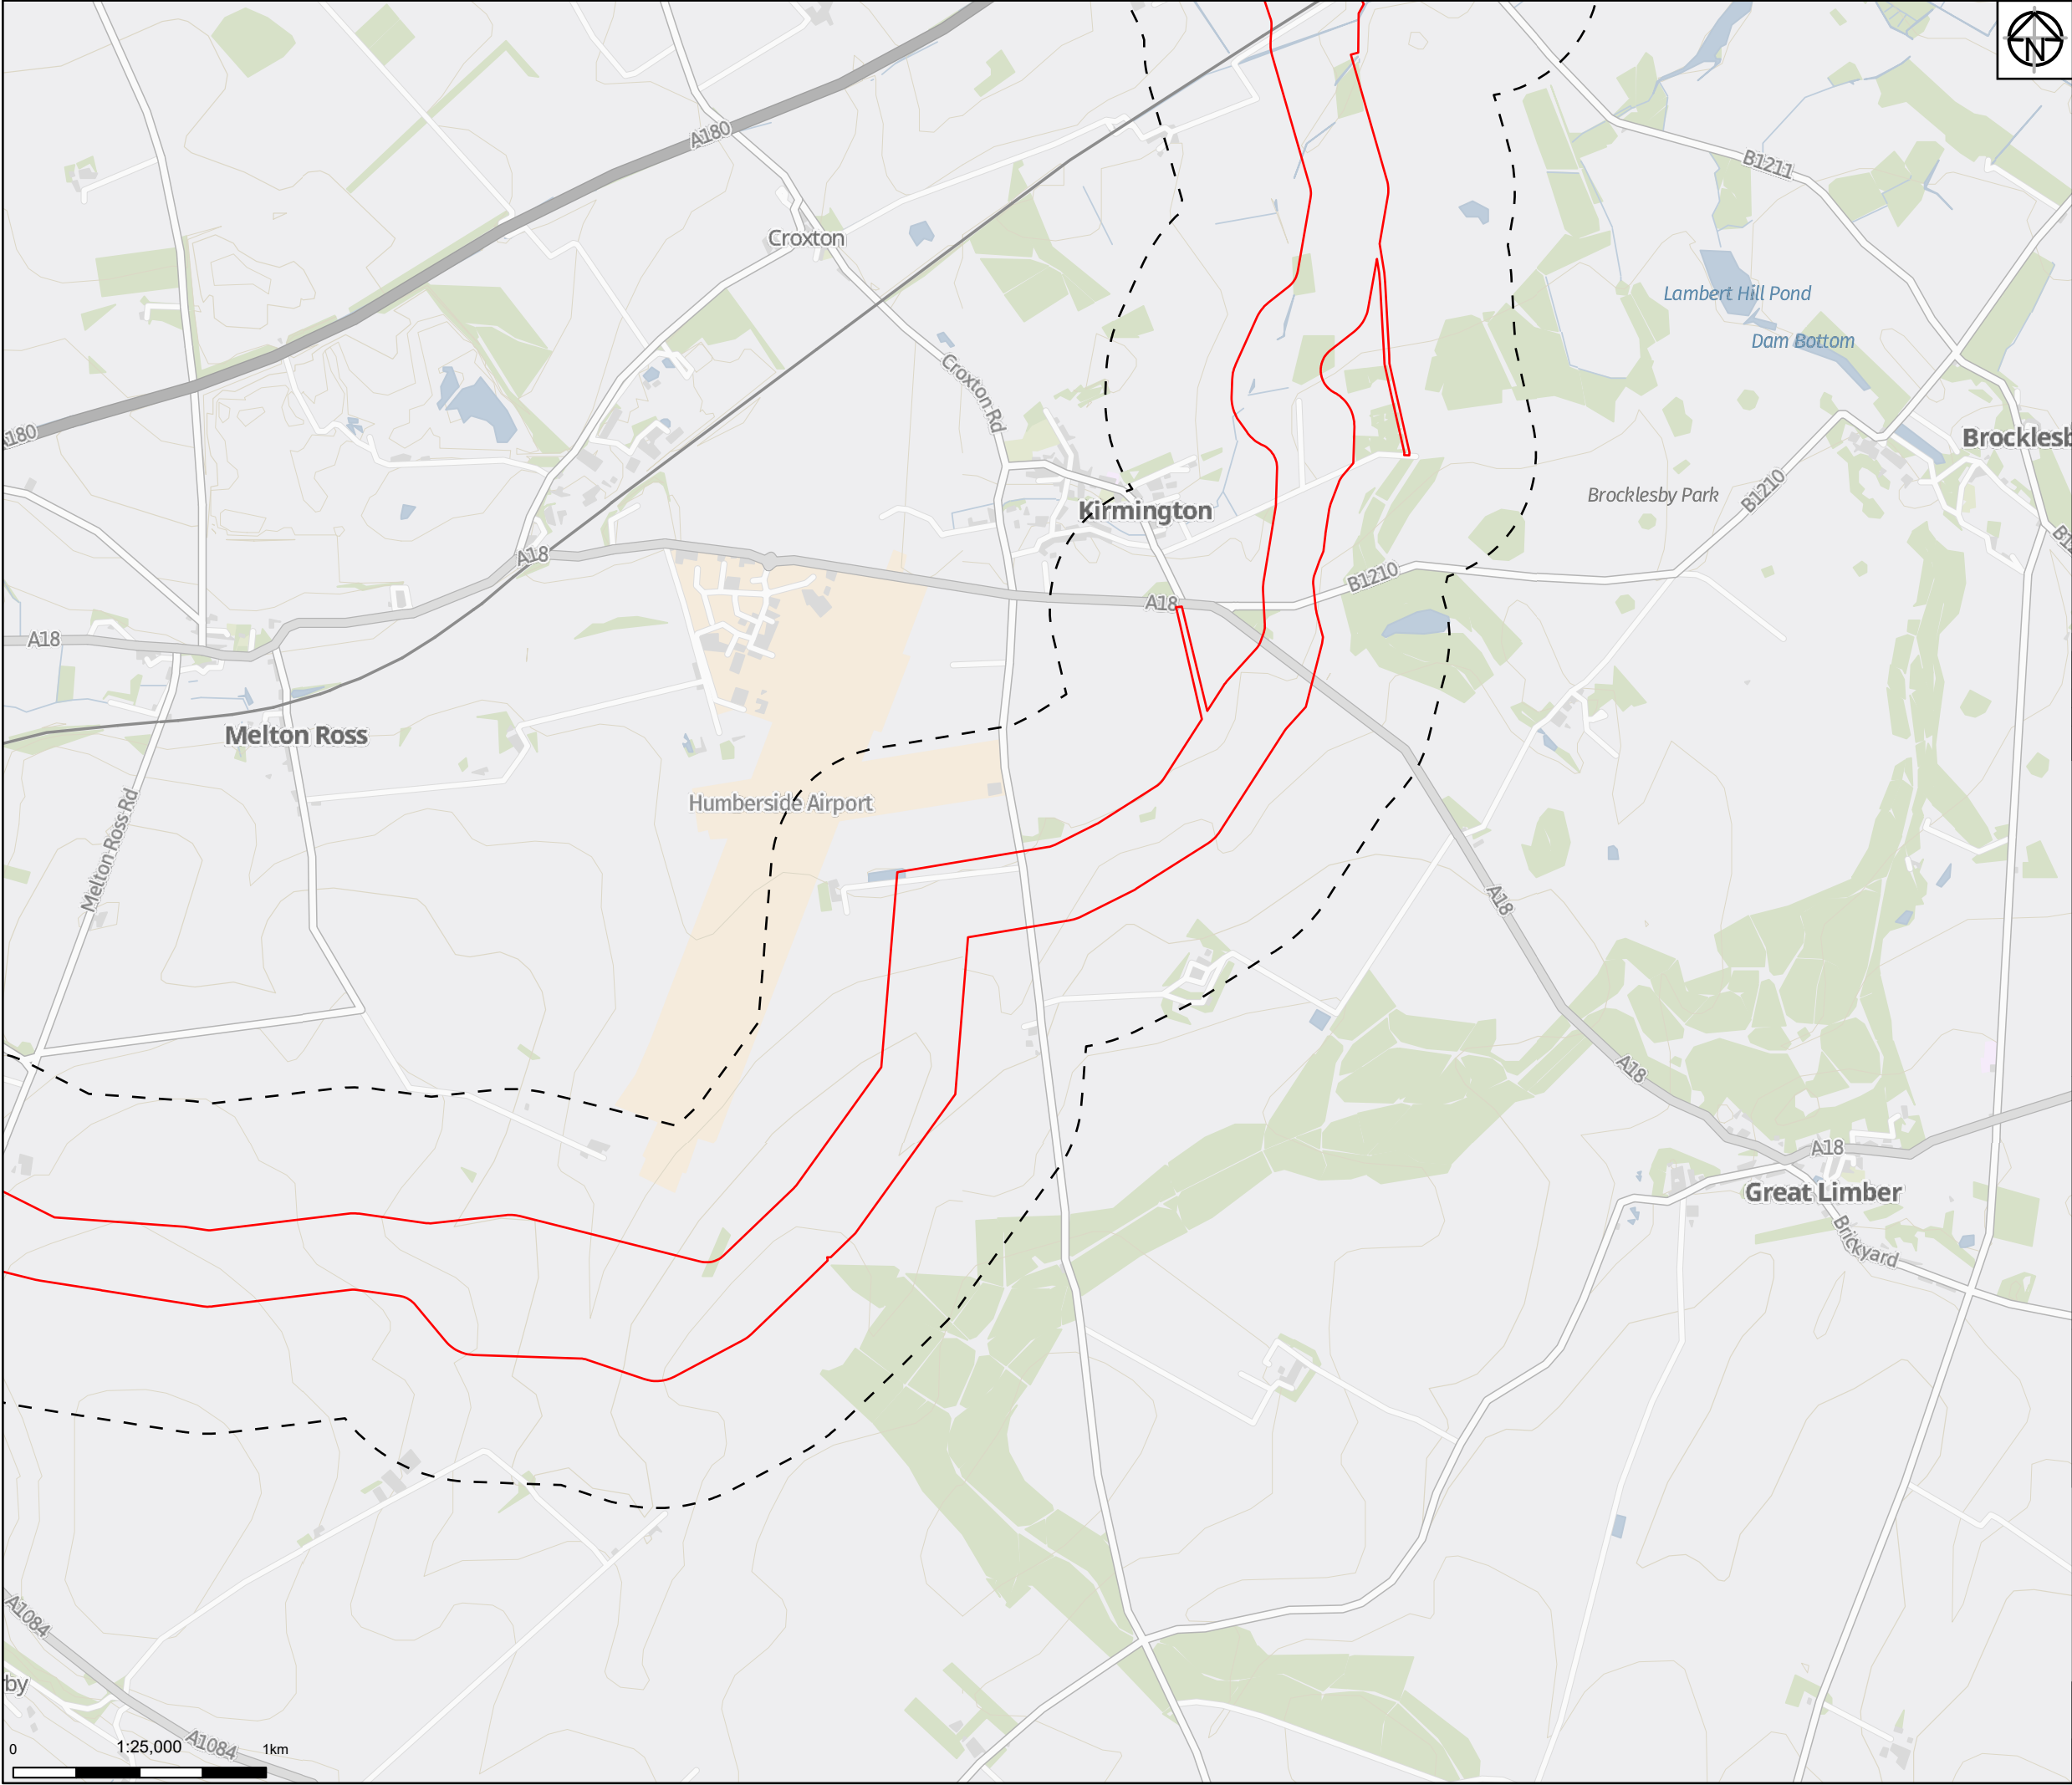 N
A180
B1211
Croxton
Lambert Hill Pond
Dam Bottom
Croxton Rd
A180
Brocklesb
Brocklesby Park
B1210
Kirmington
B1
A18
B1210
A18
A18
Melton Ross
Humberside Airport
Melton Ross Rd
A18
A18
A18
Great Limber
Brickyard
A1084
by
A1084
0
1:25,000
1km